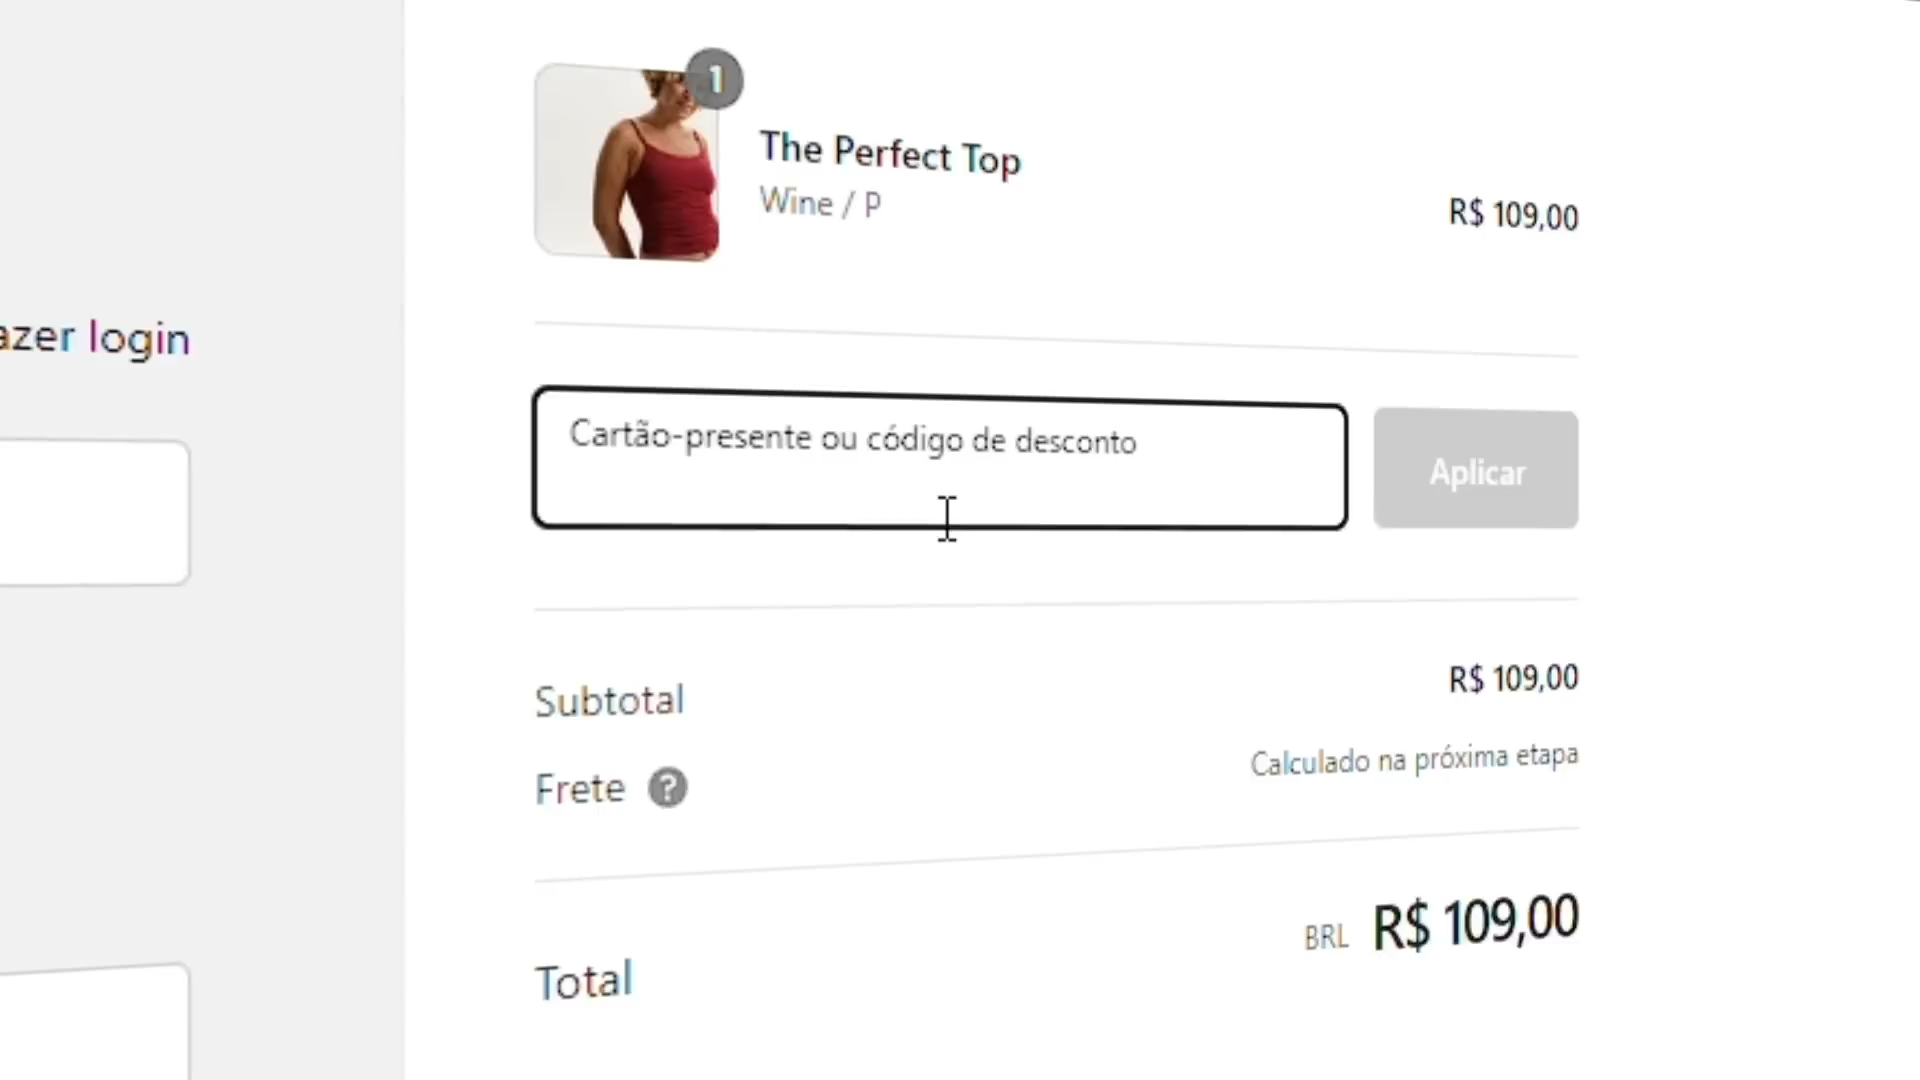 1
The Perfect Top
Wine / P
R$ 109,00
azer login
Cartão-presente ou código de desconto
Aplicar
Subtotal
R$ 109,00
Frete ?
Calculado na próxima etapa
Total
BRL R$ 109,00